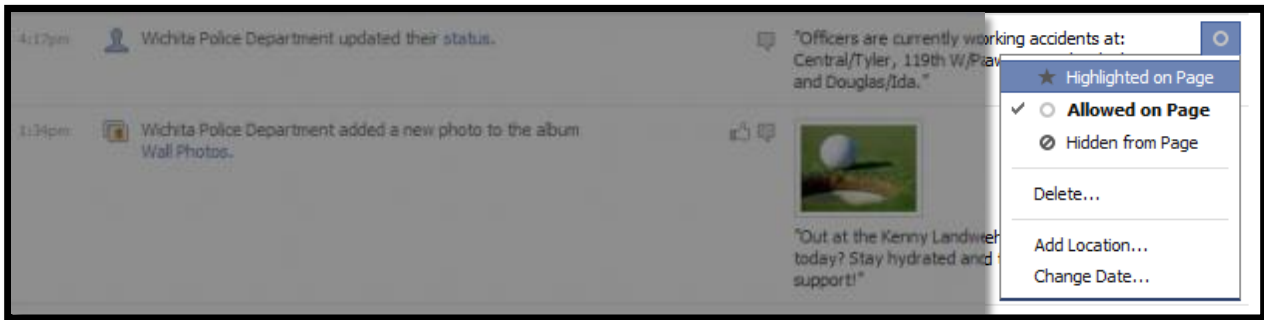 4:17pm Wichita Police Department updated their status.
"Officers are currently working accidents at:
Central/Tyler, 119th
and Douglas/Ida."
Highlighted on Page
Allowed on Page
Hidden from Page
Delete...
Add Location...
Change Date...
1:34pm Wichita Police Department added a new photo to the album
Wall Photos.
"Out at the Kenny
today? Stay hydrated and
support!"